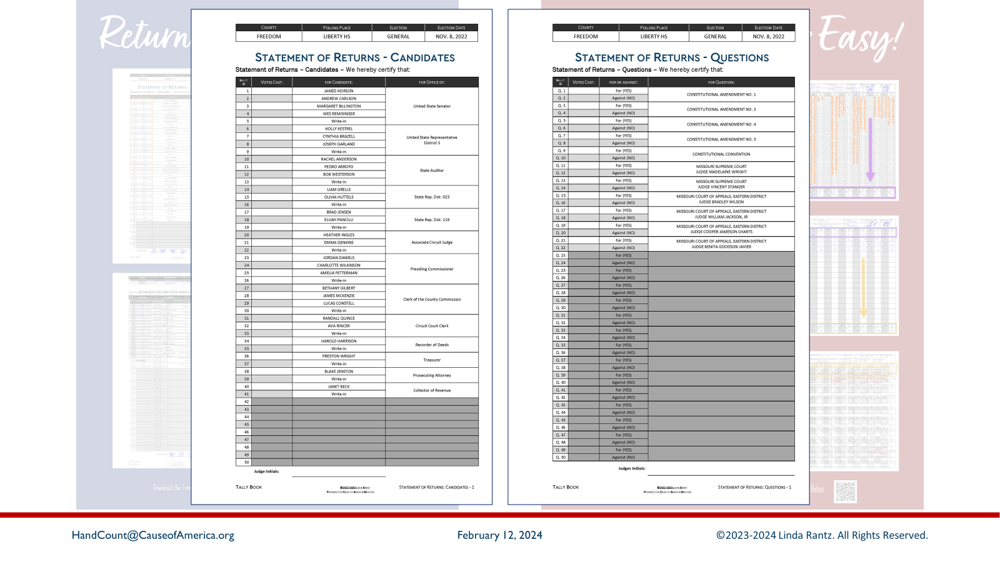 Return
Easy!
COUNTY POLLING PLACE ELECTION ELECTION DATE
FREEDOM LIBERTY HS GENERAL NOV. 8, 2022
STATEMENT OF RETURNS - CANDIDATES
Statement of Returns – Candidates – We hereby certify that:
BALLOT ID VOTES CAST: FOR CANDIDATE: FOR OFFICE OF:
1 JAMES HEIRSON
2 ANDREW CARLSON
3 MARGARET BILLINGTON United State Senator
4 WES REMISINGER
5 Write-in
6 HOLLY KESTREL
7 CYNTHIA BRAZELL United State Representative
8 JOSEPH GARLAND District 3
9 Write-in
10 RACHEL ANDERSON
11 PEDRO ARROYO State Auditor
12 BOB WESTERSON
13 Write-in
14 LIAM GRELLS
15 OLIVIA HUTTELS State Rep. Dist. 025
16 Write-in
17 BRAD JENSEN
18 ELIJAH PANCILLI State Rep. Dist. 119
19 Write-in
20 HEATHER INGLES
21 EMMA GENKINS Associate Circuit Judge
22 Write-in
23 JORDAN DANIELS
24 CHARLOTTE WILKINSON Presiding Commissioner
25 AMELIA FETTERMAN
26 Write-in
27 BETHANY GILBERT
28 JAMES MCKENZIE Clerk of the County Commission
29 LUCAS CONSTELL
30 Write-in
31 RANDALL QUINCE
32 AVA RINCER Circuit Court Clerk
33 Write-in
34 HAROLD HARRISON Recorder of Deeds
35 Write-in
36 PRESTON WRIGHT Treasurer
37 Write-in
38 BLAKE JENSTON Prosecuting Attorney
39 Write-in
40 JANET BECK Collector of Revenue
41 Write-in
42
43
44
45
46
47
48
49
50
Judge Initials:
TALLY BOOK ©2022-2023 LINDA RANTZ STATEMENT OF RETURNS: CANDIDATES - 1
PREPARED FOR CAUSE OF AMERICA MISSOURI
COUNTY POLLING PLACE ELECTION ELECTION DATE
FREEDOM LIBERTY HS GENERAL NOV. 8, 2022
STATEMENT OF RETURNS - QUESTIONS
Statement of Returns – Questions – We hereby certify that:
BALLOT ID VOTES CAST: FOR OR AGAINST: FOR QUESTION:
Q. 1 For (YES) CONSTITUTIONAL AMENDMENT NO. 1
Q. 2 Against (NO)
Q. 3 For (YES) CONSTITUTIONAL AMENDMENT NO. 3
Q. 4 Against (NO)
Q. 5 For (YES) CONSTITUTIONAL AMENDMENT NO. 4
Q. 6 Against (NO)
Q. 7 For (YES) CONSTITUTIONAL AMENDMENT NO. 5
Q. 8 Against (NO)
Q. 9 For (YES) CONSTITUTIONAL CONVENTION
Q. 10 Against (NO)
Q. 11 For (YES) MISSOURI SUPREME COURT
Q. 12 Against (NO) JUDGE MADELAINE WRIGHT
Q. 13 For (YES) MISSOURI SUPREME COURT
Q. 14 Against (NO) JUDGE VINCENT STANGER
Q. 15 For (YES) MISSOURI COURT OF APPEALS, EASTERN DISTRICT
Q. 16 Against (NO) JUDGE BRADLEY WILSON
Q. 17 For (YES) MISSOURI COURT OF APPEALS, EASTERN DISTRICT
Q. 18 Against (NO) JUDGE WILLIAM JACKSON, JR
Q. 19 For (YES) MISSOURI COURT OF APPEALS, EASTERN DISTRICT
Q. 20 Against (NO) JUDGE COOPER JAMESON CHARTS
Q. 21 For (YES) MISSOURI COURT OF APPEALS, EASTERN DISTRICT
Q. 22 Against (NO) JUDGE BENITA GOODSON JAVIER
Q. 23 For (YES)
Q. 24 Against (NO)
Q. 25 For (YES)
Q. 26 Against (NO)
Q. 27 For (YES)
Q. 28 Against (NO)
Q. 29 For (YES)
Q. 30 Against (NO)
Q. 31 For (YES)
Q. 32 Against (NO)
Q. 33 For (YES)
Q. 34 Against (NO)
Q. 35 For (YES)
Q. 36 Against (NO)
Q. 37 For (YES)
Q. 38 Against (NO)
Q. 39 For (YES)
Q. 40 Against (NO)
Q. 41 For (YES)
Q. 42 Against (NO)
Q. 43 For (YES)
Q. 44 Against (NO)
Q. 45 For (YES)
Q. 46 Against (NO)
Q. 47 For (YES)
Q. 48 Against (NO)
Q. 49 For (YES)
Q. 50 Against (NO)
Judges Initials:
TALLY BOOK ©2022-2023 LINDA RANTZ STATEMENT OF RETURNS: QUESTIONS - 1
PREPARED FOR CAUSE OF AMERICA MISSOURI
Download the Free
Votes
HandCount@CauseofAmerica.org February 12, 2024 ©2023-2024 Linda Rantz. All Rights Reserved.